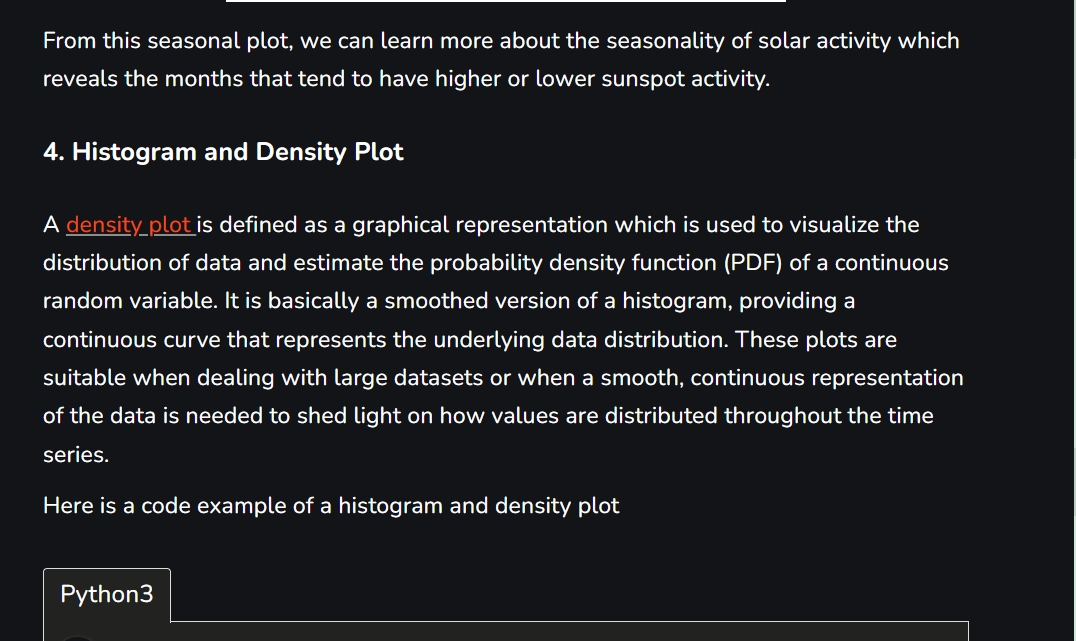 From this seasonal plot, we can learn more about the seasonality of solar activity which
reveals the months that tend to have higher or lower sunspot activity.
4. Histogram and Density Plot
A density plot is defined as a graphical representation which is used to visualize the
distribution of data and estimate the probability density function (PDF) of a continuous
random variable. It is basically a smoothed version of a histogram, providing a
continuous curve that represents the underlying data distribution. These plots are
suitable when dealing with large datasets or when a smooth, continuous representation
of the data is needed to shed light on how values are distributed throughout the time
series.
Here is a code example of a histogram and density plot
Python3